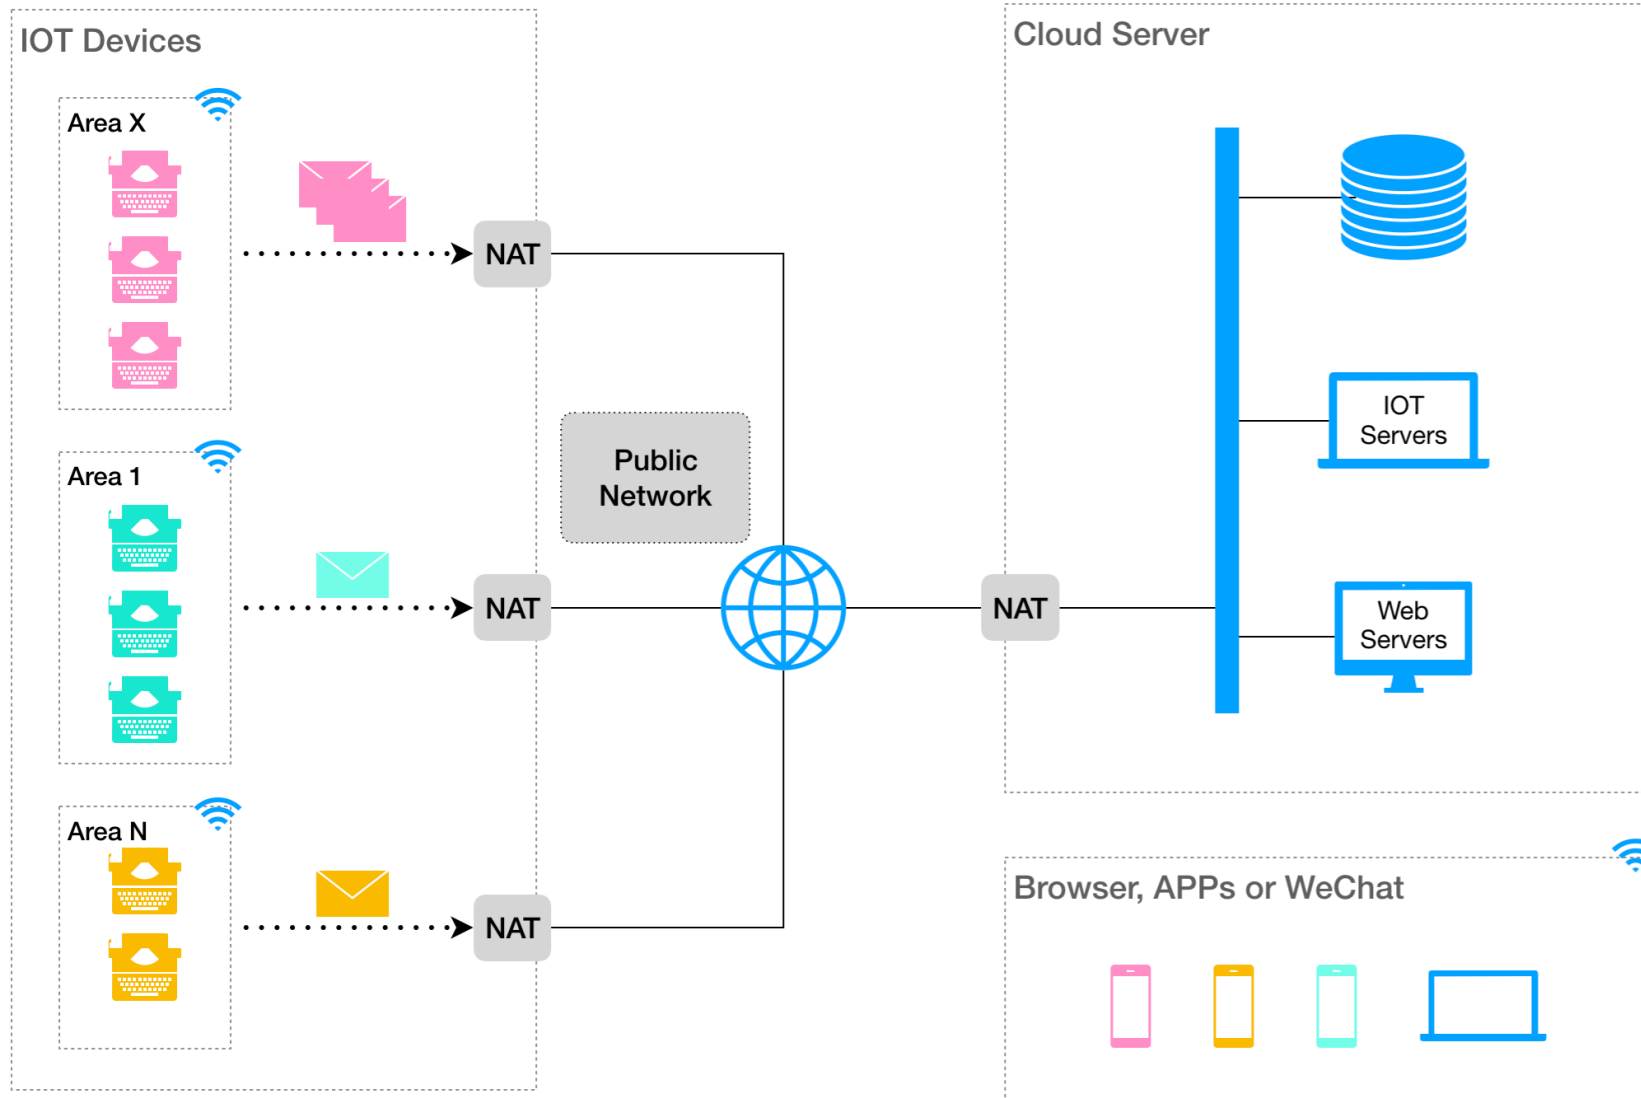 IOT Devices
Cloud Server
Area X
NAT
IOT
Servers
Public
Network
Area 1
NAT
NAT
Web
Servers
Area N
NAT
Browser, APPs or WeChat